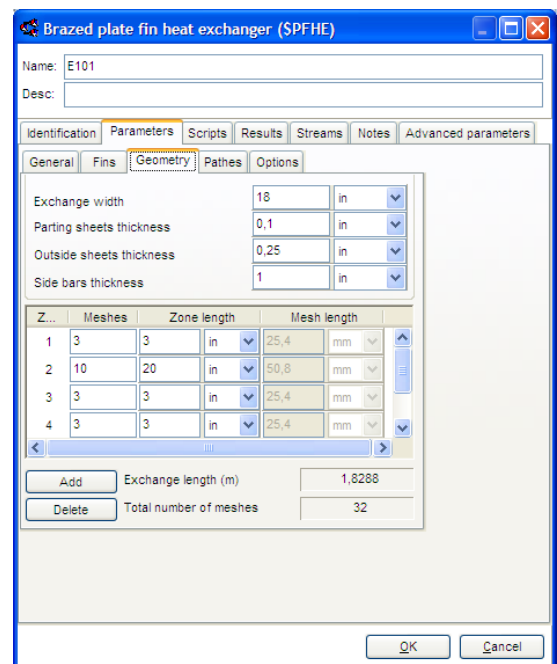 Brazed plate fin heat exchanger ($PFHE)
Name: E101
Desc:
Identification Parameters Scripts Results Streams Notes Advanced parameters
General Fins Geometry Pathes Options
Exchange width 18 in
Parting sheets thickness 0,1 in
Outside sheets thickness 0,25 in
Side bars thickness 1 in
Z... Meshes Zone length Mesh length
1 3 3 in 25,4 mm
2 10 20 in 50,8 mm
3 3 3 in 25,4 mm
4 3 3 in 25,4 mm
Add Exchange length (m) 1,8288
Delete Total number of meshes 32
OK Cancel